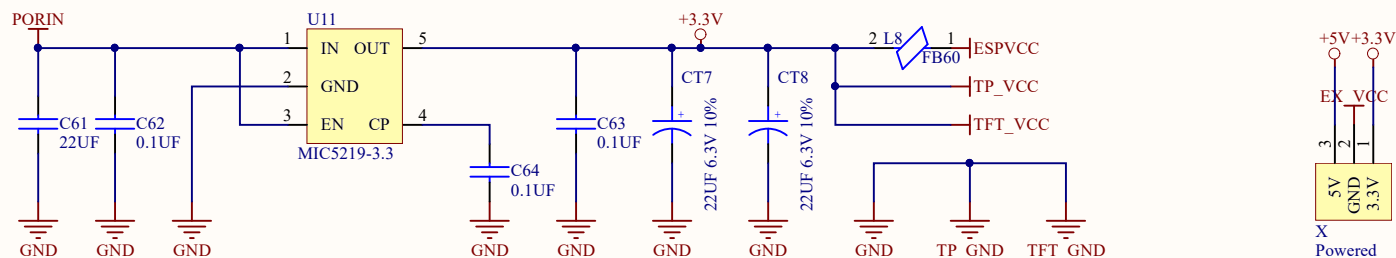 PORIN
U11
1 IN OUT 5
2 GND
3 EN CP 4
MIC5219-3.3
C61
22UF
C62
0.1UF
C64
0.1UF
C63
0.1UF
CT7
22UF 6.3V 10%
+
CT8
22UF 6.3V 10%
+
+3.3V
2 L8 1
FB60
ESPVCC
TP_VCC
TFT_VCC
GND
GND
GND
GND
GND
GND
GND
GND
TP_GND
TFT_GND
+5V +3.3V
EX_VCC
3 2 1
5V
GND
3.3V
X
Powered